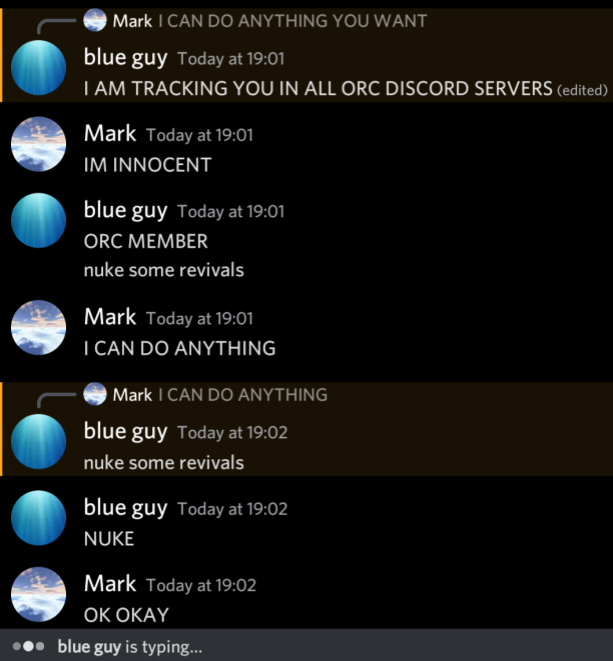 Mark I CAN DO ANYTHING YOU WANT
blue guy Today at 19:01
I AM TRACKING YOU IN ALL ORC DISCORD SERVERS (edited)
Mark Today at 19:01
IM INNOCENT
blue guy Today at 19:01
ORC MEMBER
nuke some revivals
Mark Today at 19:01
I CAN DO ANYTHING
Mark I CAN DO ANYTHING
blue guy Today at 19:02
nuke some revivals
blue guy Today at 19:02
NUKE
Mark Today at 19:02
OK OKAY
blue guy is typing...